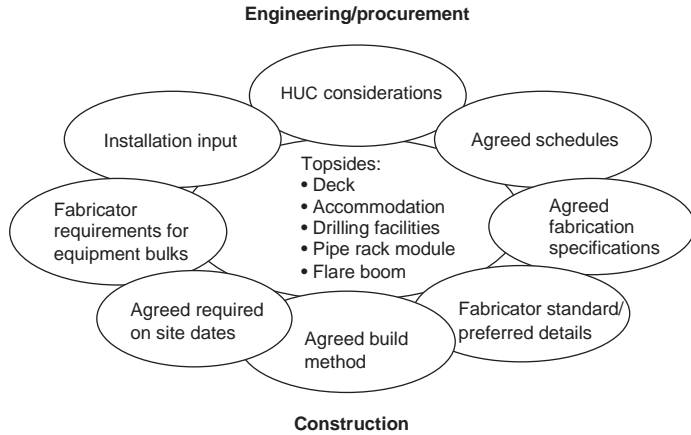 Engineering/procurement
HUC considerations
Installation input
Agreed schedules
Topsides:
• Deck
• Accommodation
• Drilling facilities
• Pipe rack module
• Flare boom
Fabricator
requirements for
equipment bulks
Agreed
fabrication
specifications
Agreed required
on site dates
Agreed build
method
Fabricator standard/
preferred details
Construction